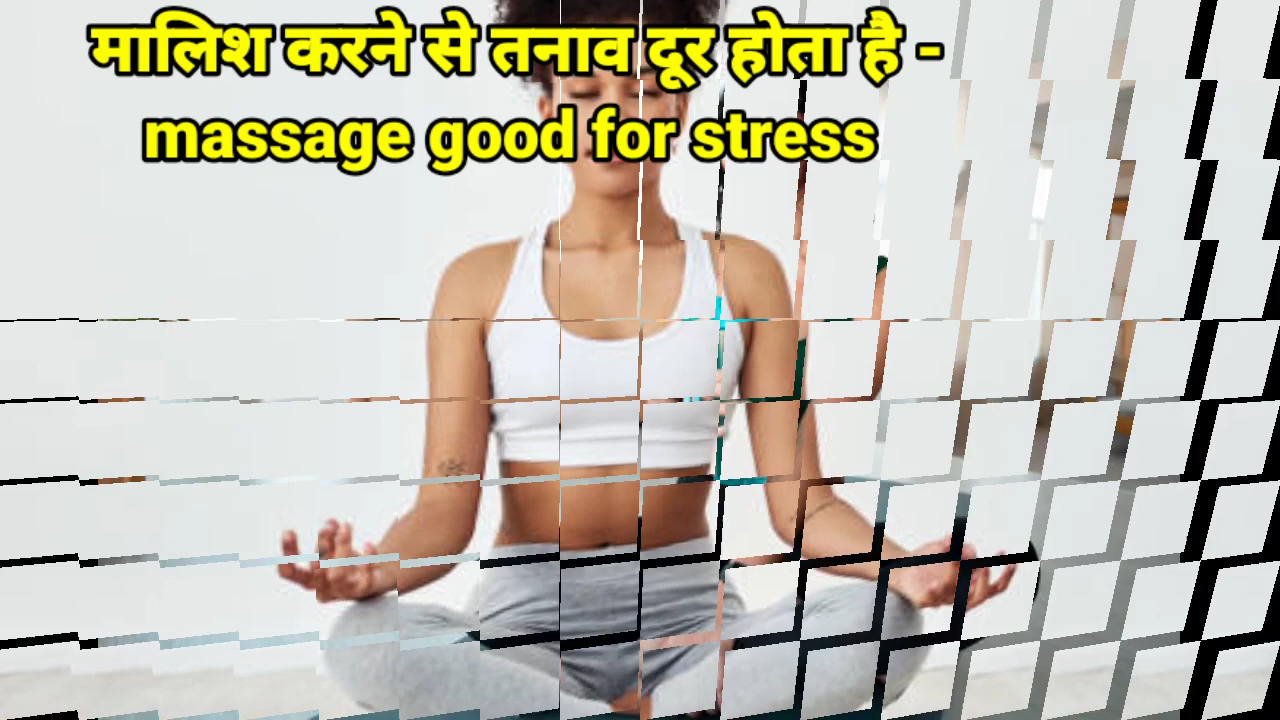 मालिश करने से तनाव दूर होता है -
massage good for stress